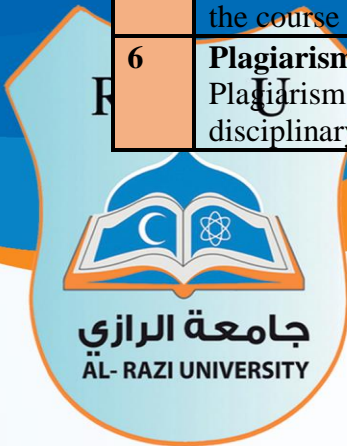 the course
6 Plagiarism
R U
Plagiarism
disciplinary
جامعة الرازي
AL- RAZI UNIVERSITY